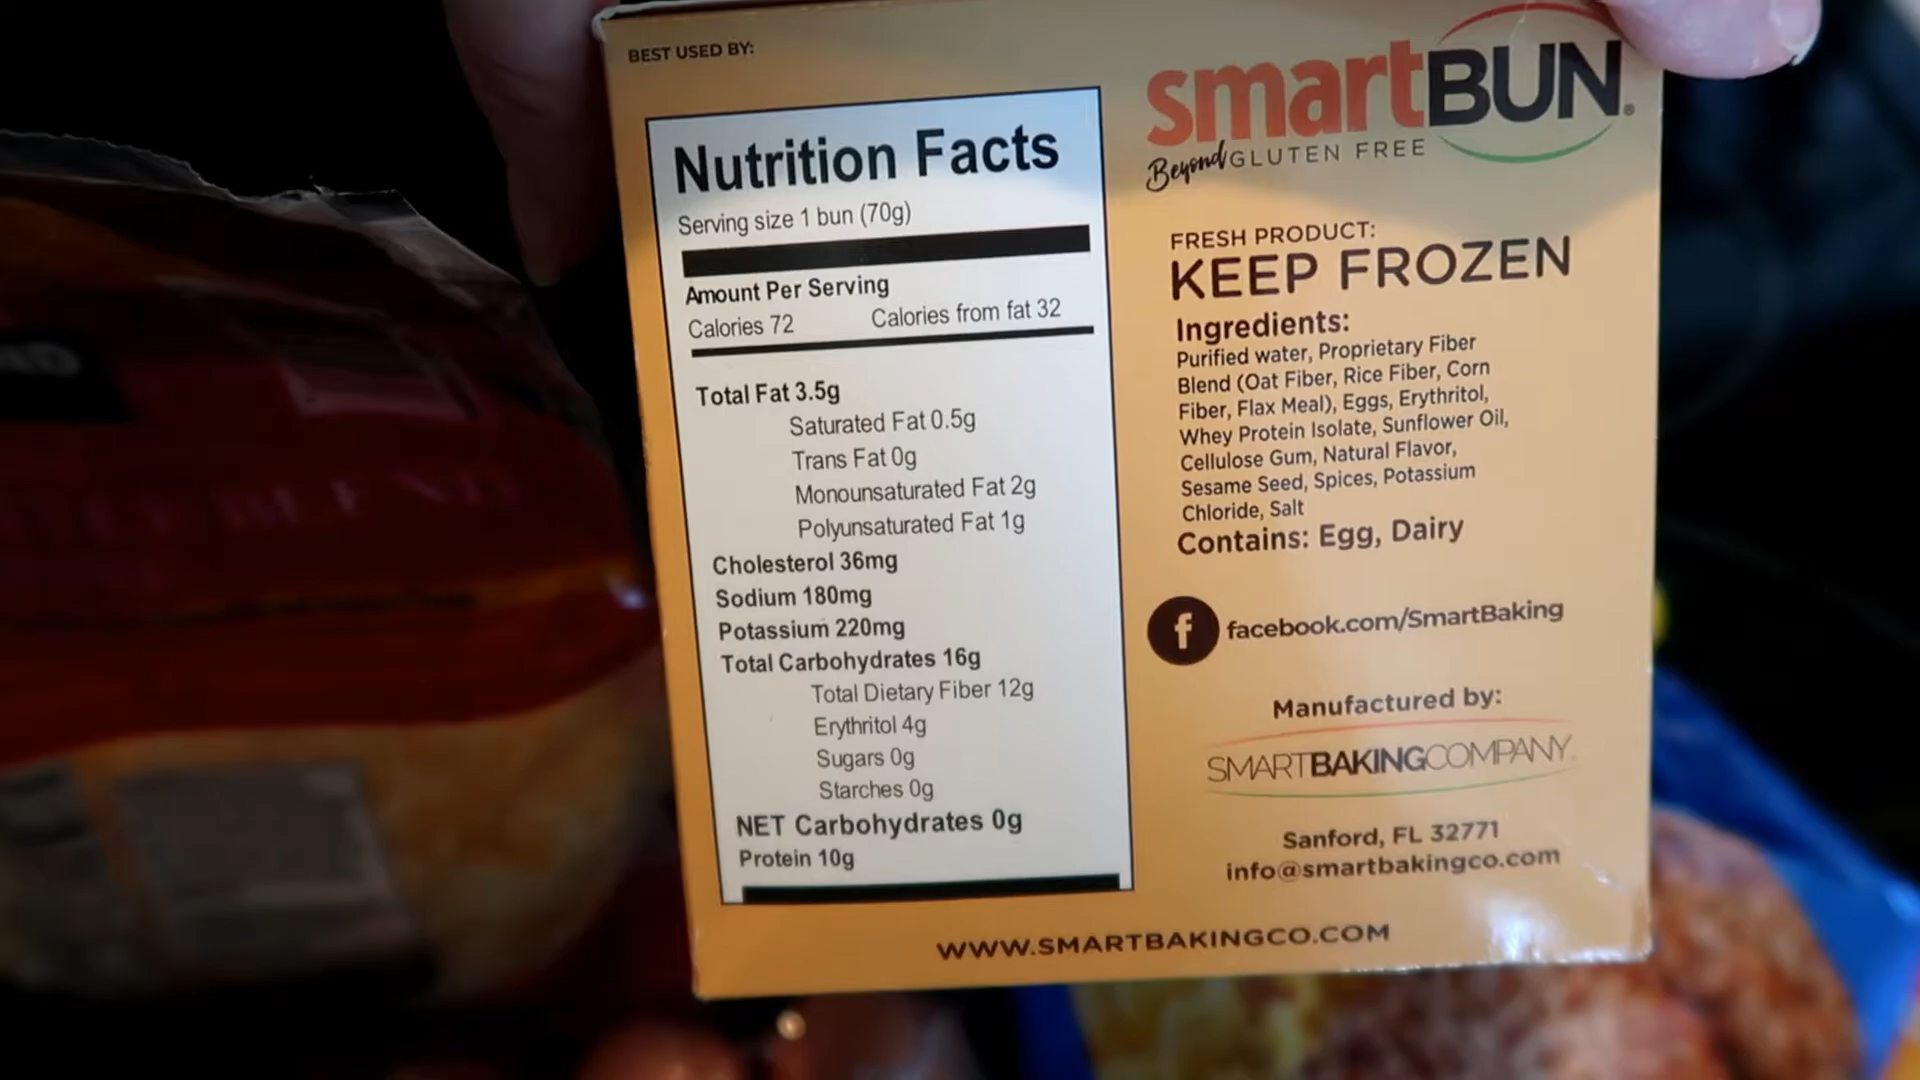 BEST USED BY:
Nutrition Facts
Serving size 1 bun (70g)
Amount Per Serving
Calories 72 Calories from fat 32
Total Fat 3.5g
Saturated Fat 0.5g
Trans Fat 0g
Monounsaturated Fat 2g
Polyunsaturated Fat 1g
Cholesterol 36mg
Sodium 180mg
Potassium 220mg
Total Carbohydrates 16g
Total Dietary Fiber 12g
Erythritol 4g
Sugars 0g
Starches 0g
NET Carbohydrates 0g
Protein 10g
smartBUN®
Beyond GLUTEN FREE
FRESH PRODUCT:
KEEP FROZEN
Ingredients:
Purified water, Proprietary Fiber
Blend (Oat Fiber, Rice Fiber, Corn
Fiber, Flax Meal), Eggs, Erythritol,
Whey Protein Isolate, Sunflower Oil,
Cellulose Gum, Natural Flavor,
Sesame Seed, Spices, Potassium
Chloride, Salt
Contains: Egg, Dairy
f facebook.com/SmartBaking
Manufactured by:
SMARTBAKINGCOMPANY
Sanford, FL 32771
info@smartbakingco.com
WWW.SMARTBAKINGCO.COM